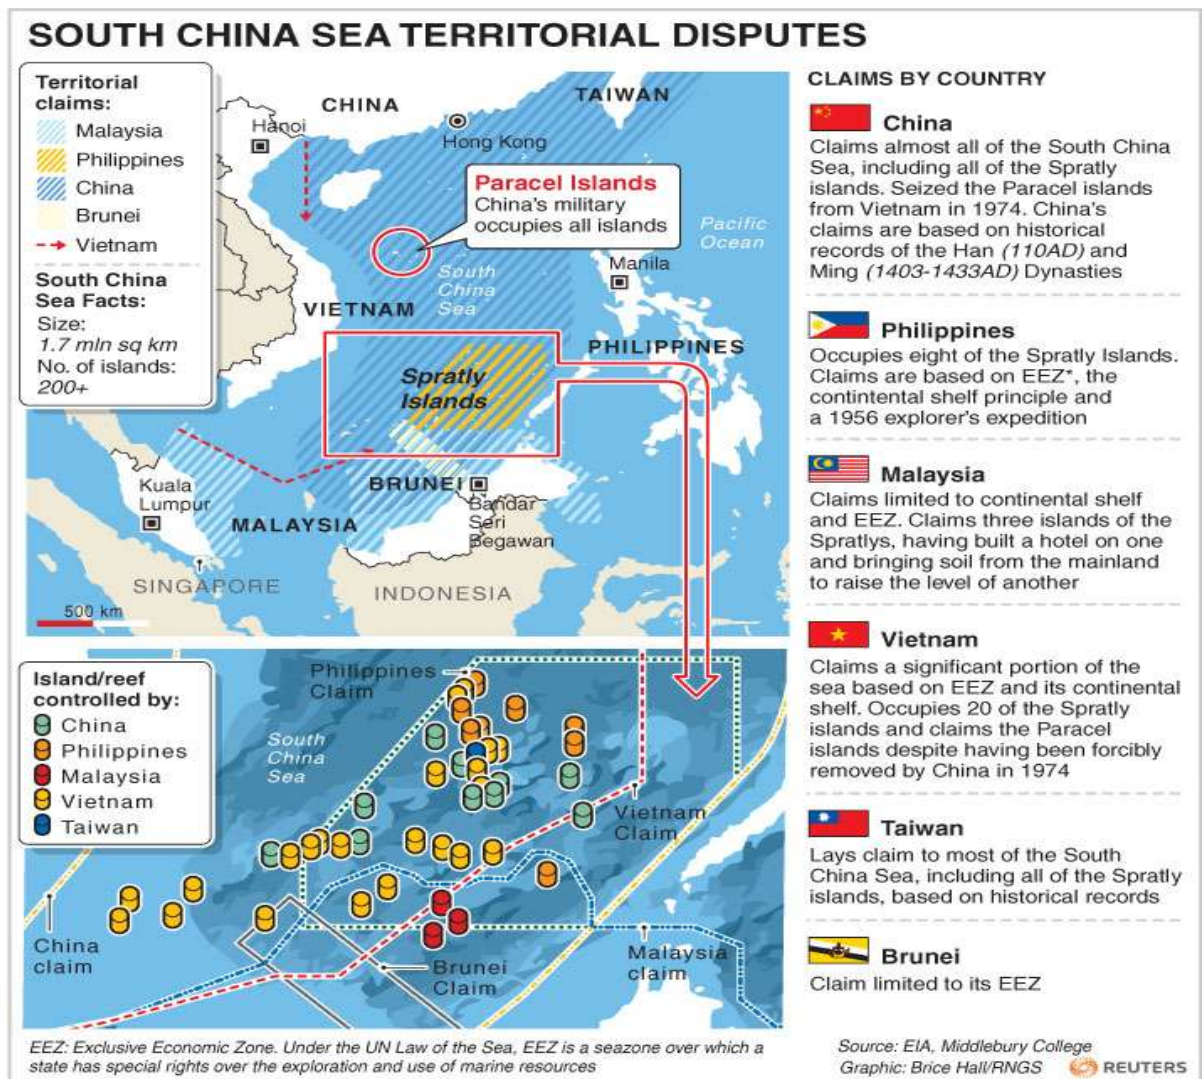 SOUTH CHINA SEA TERRITORIAL DISPUTES
Territorial
claims:
Malaysia
Philippines
China
Brunei
Vietnam
South China
Sea Facts:
Size:
1.7 mln sq km
No. of islands:
200+
CHINA
TAIWAN
Hanoi
Hong Kong
Paracel Islands
China's military
occupies all islands
Pacific
Ocean
South
China
Sea
Manila
VIETNAM
PHILIPPINES
Spratly
Islands
Kuala
Lumpur
BRUNEI
Bandar
Seri
Begawan
MALAYSIA
SINGAPORE
INDONESIA
500 km
Island/reef
controlled by:
China
Philippines
Malaysia
Vietnam
Taiwan
Philippines
Claim
South
China
Sea
Vietnam
Claim
China
claim
Brunei
Claim
Malaysia
claim
CLAIMS BY COUNTRY
China
Claims almost all of the South China
Sea, including all of the Spratly
islands. Seized the Paracel islands
from Vietnam in 1974. China's
claims are based on historical
records of the Han (110AD) and
Ming (1403-1433AD) Dynasties
Philippines
Occupies eight of the Spratly Islands.
Claims are based on EEZ*, the
contintental shelf principle and
a 1956 explorer's expedition
Malaysia
Claims limited to continental shelf
and EEZ. Claims three islands of the
Spratlys, having built a hotel on one
and bringing soil from the mainland
to raise the level of another
Vietnam
Claims a significant portion of the
sea based on EEZ and its continental
shelf. Occupies 20 of the Spratly
islands and claims the Paracel
islands despite having been forcibly
removed by China in 1974
Taiwan
Lays claim to most of the South
China Sea, including all of the Spratly
islands, based on historical records
Brunei
Claim limited to its EEZ
EEZ: Exclusive Economic Zone. Under the UN Law of the Sea, EEZ is a seazone over which a
state has special rights over the exploration and use of marine resources
Source: EIA, Middlebury College
Graphic: Brice Hall/RNGS
REUTERS